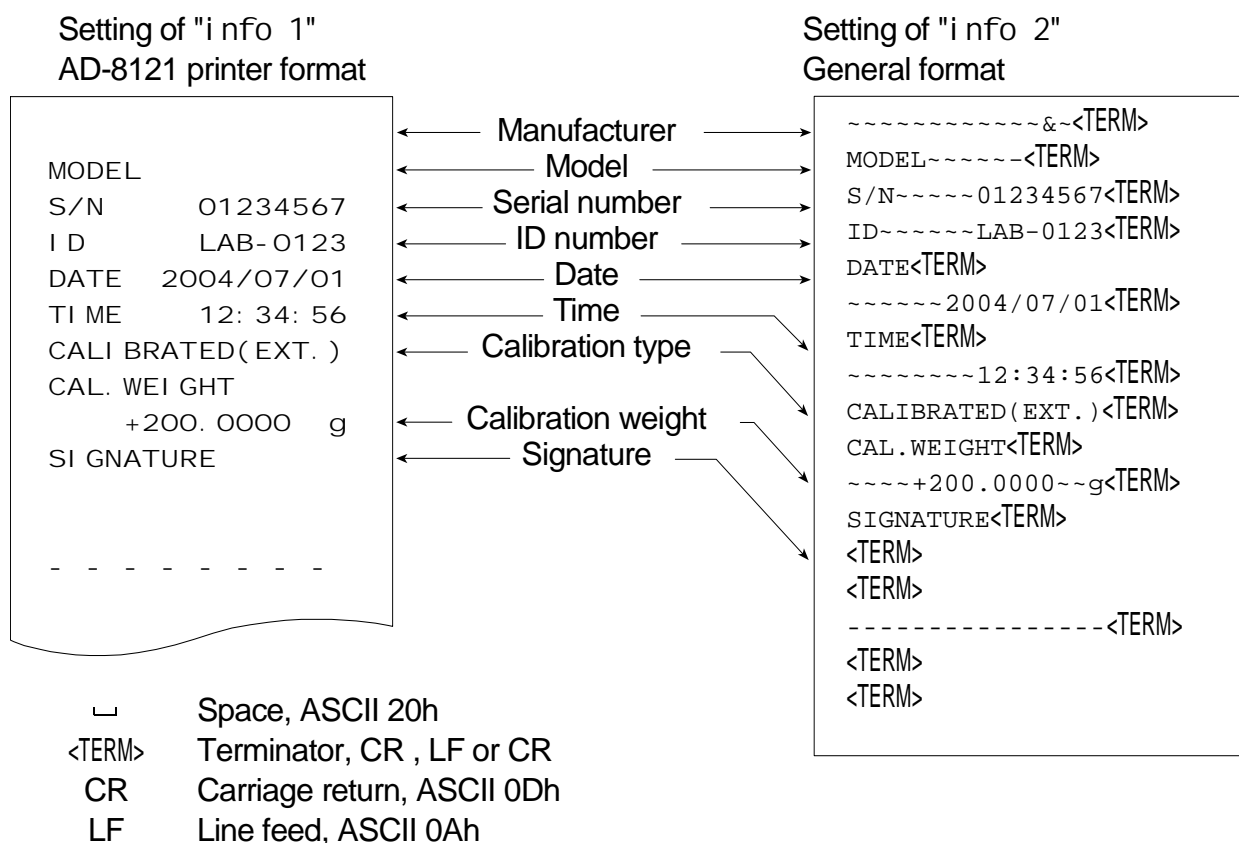 Setting of "info 1"
AD-8121 printer format
MODEL
S/N 01234567
ID LAB-0123
DATE 2004/07/01
TIME 12:34:56
CALIBRATED(EXT.)
CAL.WEIGHT
+200.0000 g
SIGNATURE
- - - - - - - -
Manufacturer
Model
Serial number
ID number
Date
Time
Calibration type
Calibration weight
Signature
Setting of "info 2"
General format
~~~~~~~~~~~~&~<TERM>
MODEL~~~~~-<TERM>
S/N~~~~~01234567<TERM>
ID~~~~~~LAB-0123<TERM>
DATE<TERM>
~~~~~~2004/07/01<TERM>
TIME<TERM>
~~~~~~~~12:34:56<TERM>
CALIBRATED(EXT.)<TERM>
CAL.WEIGHT<TERM>
~~~~+200.0000~~g<TERM>
SIGNATURE<TERM>
<TERM>
<TERM>
----------------<TERM>
<TERM>
<TERM>
⎵ Space, ASCII 20h
<TERM> Terminator, CR , LF or CR
CR Carriage return, ASCII 0Dh
LF Line feed, ASCII 0Ah